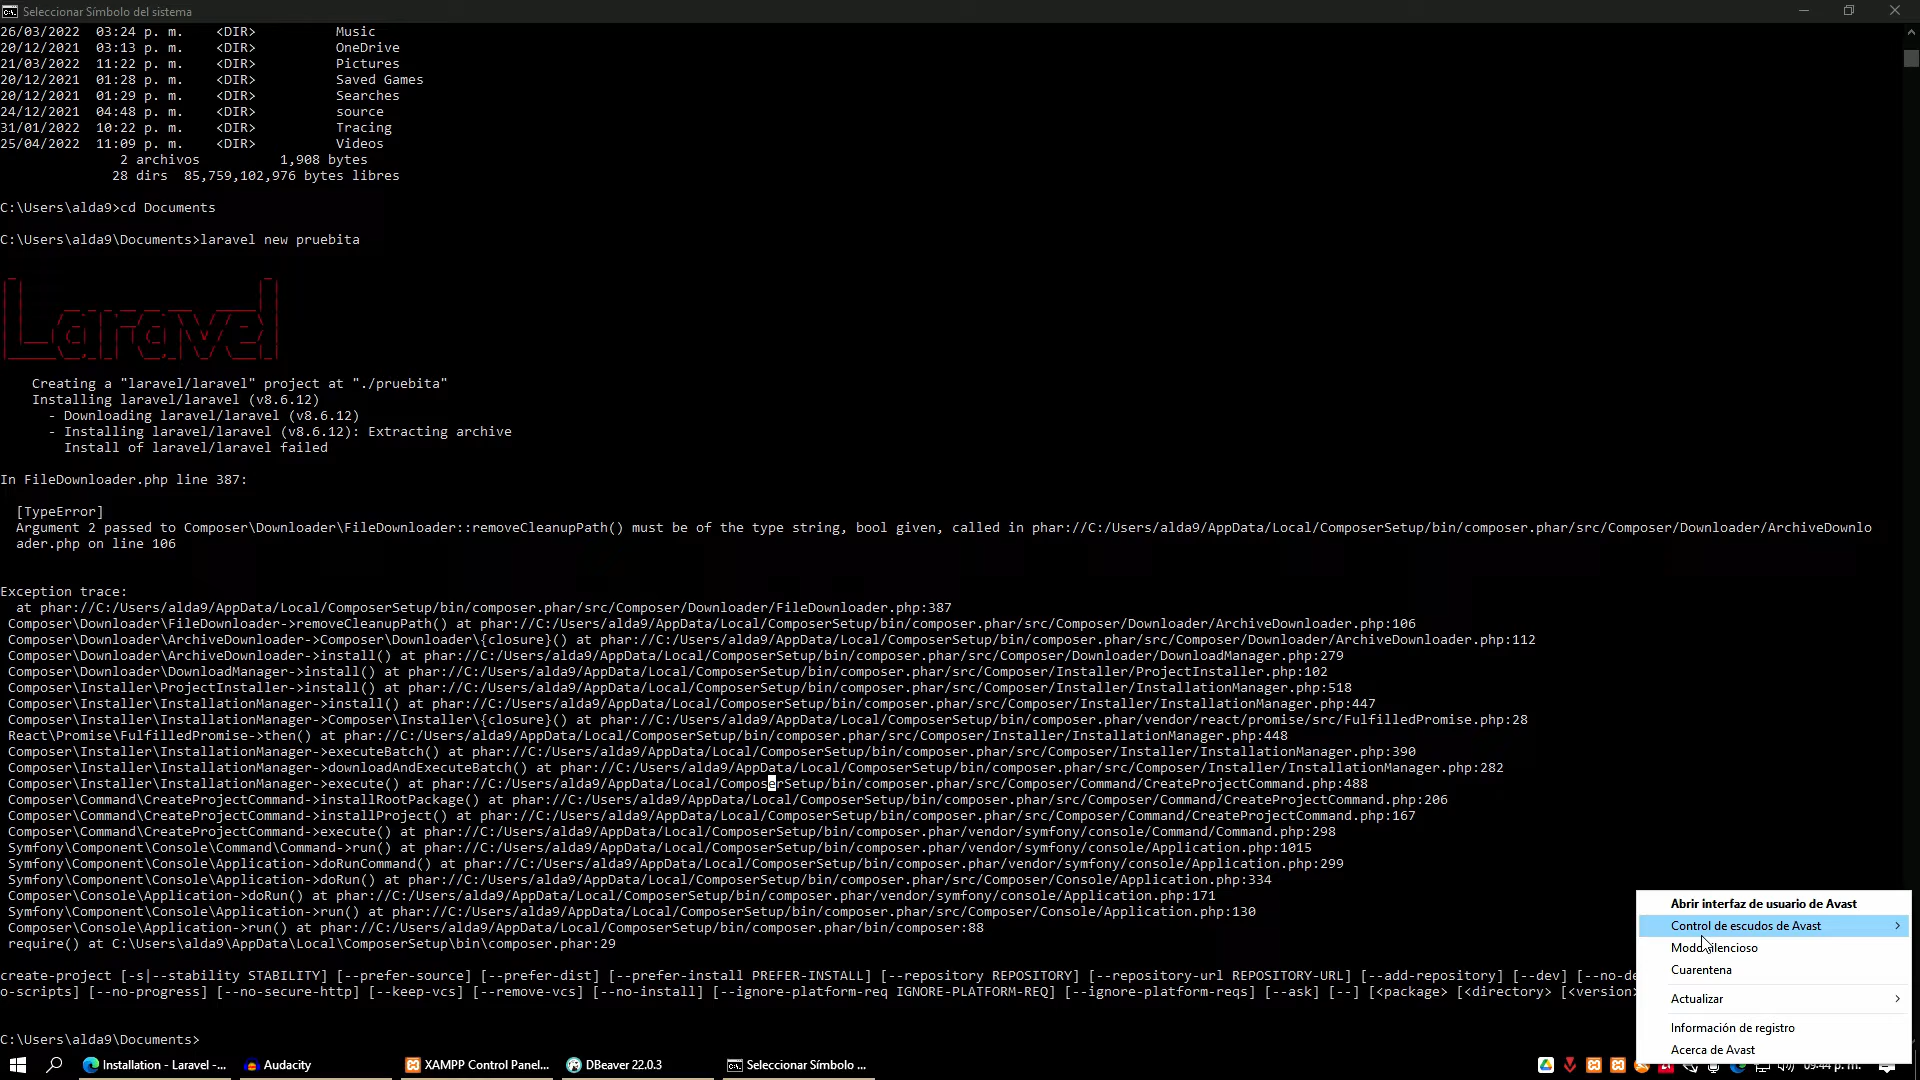 Seleccionar Símbolo del sistema
26/03/2022  03:24 p. m.    <DIR>          Music
20/12/2021  03:13 p. m.    <DIR>          OneDrive
21/03/2022  11:22 p. m.    <DIR>          Pictures
20/12/2021  01:28 p. m.    <DIR>          Saved Games
20/12/2021  01:29 p. m.    <DIR>          Searches
24/12/2021  04:48 p. m.    <DIR>          source
31/01/2022  10:22 p. m.    <DIR>          Tracing
25/04/2022  11:09 p. m.    <DIR>          Videos
2 archivos          1,908 bytes
28 dirs  85,759,102,976 bytes libres
C:\Users\alda9>cd Documents
C:\Users\alda9\Documents>laravel new pruebita
Laravel
Creating a "laravel/laravel" project at "./pruebita"
Installing laravel/laravel (v8.6.12)
- Downloading laravel/laravel (v8.6.12)
- Installing laravel/laravel (v8.6.12): Extracting archive
Install of laravel/laravel failed
In FileDownloader.php line 387:
[TypeError]
Argument 2 passed to Composer\Downloader\FileDownloader::removeCleanupPath() must be of the type string, bool given, called in phar://C:/Users/alda9/AppData/Local/ComposerSetup/bin/composer.phar/src/Composer/Downloader/ArchiveDownlo
ader.php on line 106
Exception trace:
at phar://C:/Users/alda9/AppData/Local/ComposerSetup/bin/composer.phar/src/Composer/Downloader/FileDownloader.php:387
Composer\Downloader\FileDownloader->removeCleanupPath() at phar://C:/Users/alda9/AppData/Local/ComposerSetup/bin/composer.phar/src/Composer/Downloader/ArchiveDownloader.php:106
Composer\Downloader\ArchiveDownloader->Composer\Downloader\{closure}() at phar://C:/Users/alda9/AppData/Local/ComposerSetup/bin/composer.phar/src/Composer/Downloader/ArchiveDownloader.php:112
Composer\Downloader\ArchiveDownloader->install() at phar://C:/Users/alda9/AppData/Local/ComposerSetup/bin/composer.phar/src/Composer/Downloader/DownloadManager.php:279
Composer\Downloader\DownloadManager->install() at phar://C:/Users/alda9/AppData/Local/ComposerSetup/bin/composer.phar/src/Composer/Installer/ProjectInstaller.php:102
Composer\Installer\ProjectInstaller->install() at phar://C:/Users/alda9/AppData/Local/ComposerSetup/bin/composer.phar/src/Composer/Installer/InstallationManager.php:518
Composer\Installer\InstallationManager->install() at phar://C:/Users/alda9/AppData/Local/ComposerSetup/bin/composer.phar/src/Composer/Installer/InstallationManager.php:447
Composer\Installer\InstallationManager->Composer\Installer\{closure}() at phar://C:/Users/alda9/AppData/Local/ComposerSetup/bin/composer.phar/vendor/react/promise/src/FulfilledPromise.php:28
React\Promise\FulfilledPromise->then() at phar://C:/Users/alda9/AppData/Local/ComposerSetup/bin/composer.phar/src/Composer/Installer/InstallationManager.php:448
Composer\Installer\InstallationManager->executeBatch() at phar://C:/Users/alda9/AppData/Local/ComposerSetup/bin/composer.phar/src/Composer/Installer/InstallationManager.php:390
Composer\Installer\InstallationManager->downloadAndExecuteBatch() at phar://C:/Users/alda9/AppData/Local/ComposerSetup/bin/composer.phar/src/Composer/Installer/InstallationManager.php:282
Composer\Installer\InstallationManager->execute() at phar://C:/Users/alda9/AppData/Local/ComposerSetup/bin/composer.phar/src/Composer/Command/CreateProjectCommand.php:488
Composer\Command\CreateProjectCommand->installRootPackage() at phar://C:/Users/alda9/AppData/Local/ComposerSetup/bin/composer.phar/src/Composer/Command/CreateProjectCommand.php:206
Composer\Command\CreateProjectCommand->installProject() at phar://C:/Users/alda9/AppData/Local/ComposerSetup/bin/composer.phar/src/Composer/Command/CreateProjectCommand.php:167
Composer\Command\CreateProjectCommand->execute() at phar://C:/Users/alda9/AppData/Local/ComposerSetup/bin/composer.phar/vendor/symfony/console/Command/Command.php:298
Symfony\Component\Console\Command\Command->run() at phar://C:/Users/alda9/AppData/Local/ComposerSetup/bin/composer.phar/vendor/symfony/console/Application.php:1015
Symfony\Component\Console\Application->doRunCommand() at phar://C:/Users/alda9/AppData/Local/ComposerSetup/bin/composer.phar/vendor/symfony/console/Application.php:299
Symfony\Component\Console\Application->doRun() at phar://C:/Users/alda9/AppData/Local/ComposerSetup/bin/composer.phar/src/Composer/Console/Application.php:334
Composer\Console\Application->doRun() at phar://C:/Users/alda9/AppData/Local/ComposerSetup/bin/composer.phar/vendor/symfony/console/Application.php:171
Symfony\Component\Console\Application->run() at phar://C:/Users/alda9/AppData/Local/ComposerSetup/bin/composer.phar/src/Composer/Console/Application.php:130
Composer\Console\Application->run() at phar://C:/Users/alda9/AppData/Local/ComposerSetup/bin/composer.phar/bin/composer:88
require() at C:\Users\alda9\AppData\Local\ComposerSetup\bin\composer.phar:29
create-project [-s|--stability STABILITY] [--prefer-source] [--prefer-dist] [--prefer-install PREFER-INSTALL] [--repository REPOSITORY] [--repository-url REPOSITORY-URL] [--add-repository] [--dev] [--no-de
o-scripts] [--no-progress] [--no-secure-http] [--keep-vcs] [--remove-vcs] [--no-install] [--ignore-platform-req IGNORE-PLATFORM-REQ] [--ignore-platform-reqs] [--ask] [--] [<package> [<directory> [<version>
C:\Users\alda9\Documents>
Abrir interfaz de usuario de Avast
Control de escudos de Avast
Modo silencioso
Cuarentena
Actualizar
Información de registro
Acerca de Avast
Installation - Laravel -...
Audacity
XAMPP Control Panel...
DBeaver 22.0.3
Seleccionar Símbolo ...
09:44 p. m.